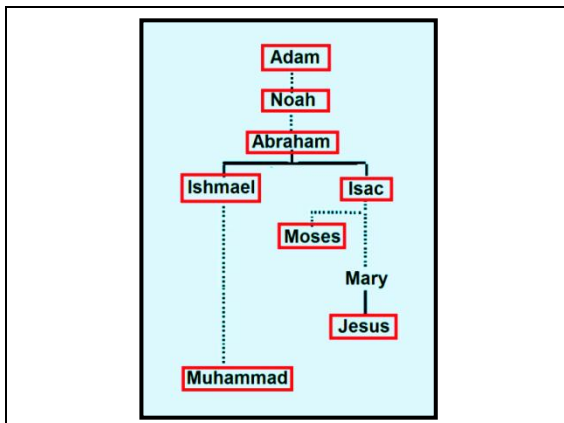 Adam
Noah
Abraham
Ishmael
Isac
Moses
Mary
Jesus
Muhammad